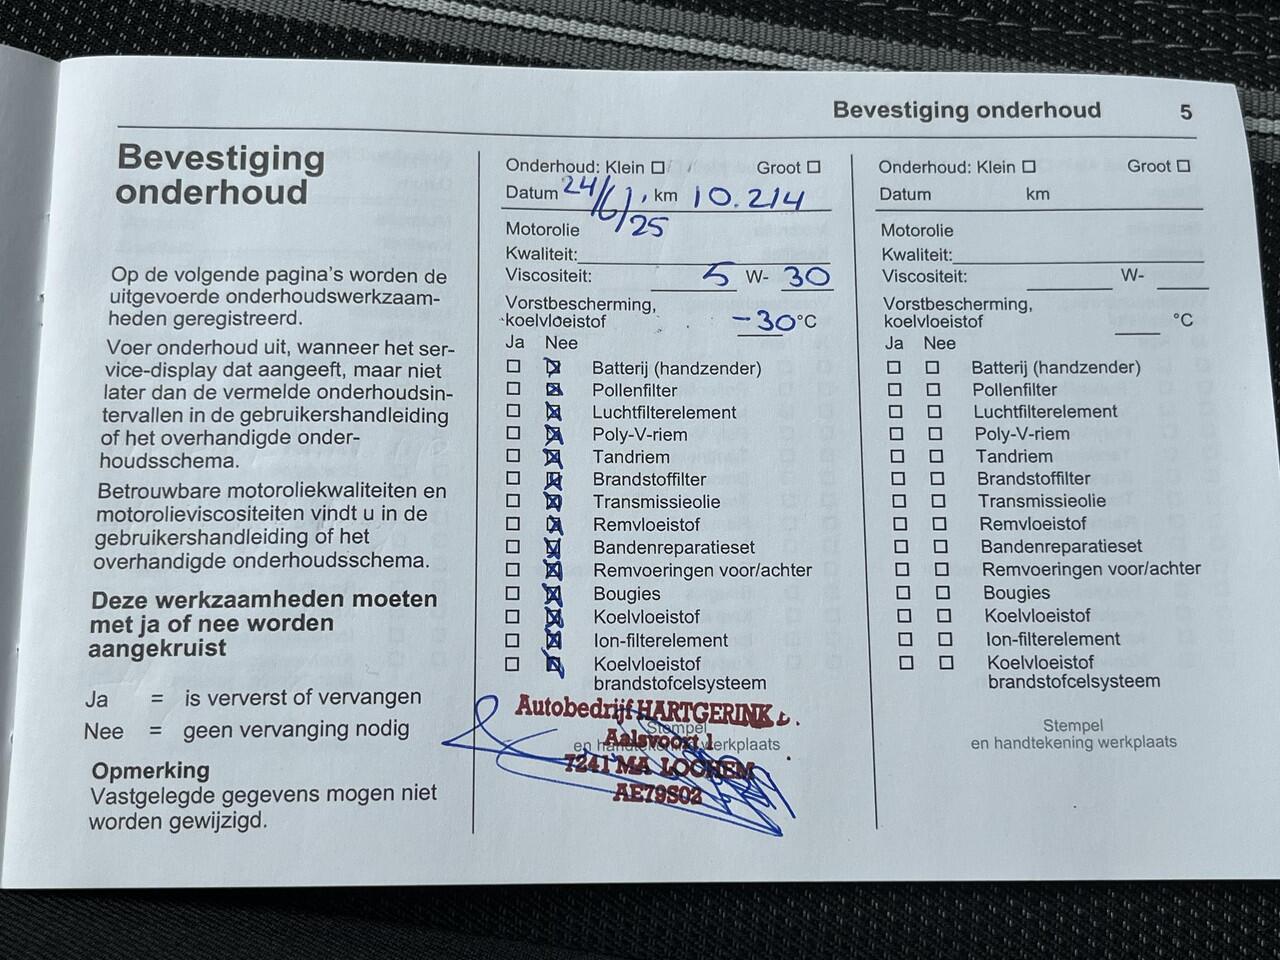 Bevestiging onderhoud 5
Bevestiging
onderhoud
Op de volgende pagina's worden de
uitgevoerde onderhoudswerkzaam-
heden geregistreerd.
Voer onderhoud uit, wanneer het ser-
vice-display dat aangeeft, maar niet
later dan de vermelde onderhoudsin-
tervallen in de gebruikershandleiding
of het overhandigde onder-
houdsschema.
Betrouwbare motoroliekwaliteiten en
motorolieviscositeiten vindt u in de
gebruikershandleiding of het
overhandigde onderhoudsschema.
Deze werkzaamheden moeten
met ja of nee worden
aangekruist
Ja = is ververst of vervangen
Nee = geen vervanging nodig
Opmerking
Vastgelegde gegevens mogen niet
worden gewijzigd.
Onderhoud: Klein ☐ Groot ☐
Datum 24/6/25 km 10.214
Motorolie
Kwaliteit:
Viscositeit: 5 W- 30
Vorstbescherming,
koelvloeistof -30°C
Ja Nee
☐ ☒ Batterij (handzender)
☐ ☒ Pollenfilter
☐ ☒ Luchtfilterelement
☐ ☒ Poly-V-riem
☐ ☒ Tandriem
☐ ☒ Brandstoffilter
☐ ☒ Transmissieolie
☐ ☒ Remvloeistof
☐ ☒ Bandenreparatieset
☐ ☒ Remvoeringen voor/achter
☐ ☒ Bougies
☐ ☒ Koelvloeistof
☐ ☒ Ion-filterelement
☐ ☒ Koelvloeistof
brandstofcelsysteem
Autobedrijf HARTGERINK
Stempel
en handtekening werkplaats
Aalsvoort 1
7241 MA LOCHEM
AE79S02
Onderhoud: Klein ☐ Groot ☐
Datum km
Motorolie
Kwaliteit:
Viscositeit: W-
Vorstbescherming,
koelvloeistof °C
Ja Nee
☐ ☐ Batterij (handzender)
☐ ☐ Pollenfilter
☐ ☐ Luchtfilterelement
☐ ☐ Poly-V-riem
☐ ☐ Tandriem
☐ ☐ Brandstoffilter
☐ ☐ Transmissieolie
☐ ☐ Remvloeistof
☐ ☐ Bandenreparatieset
☐ ☐ Remvoeringen voor/achter
☐ ☐ Bougies
☐ ☐ Koelvloeistof
☐ ☐ Ion-filterelement
☐ ☐ Koelvloeistof
brandstofcelsysteem
Stempel
en handtekening werkplaats